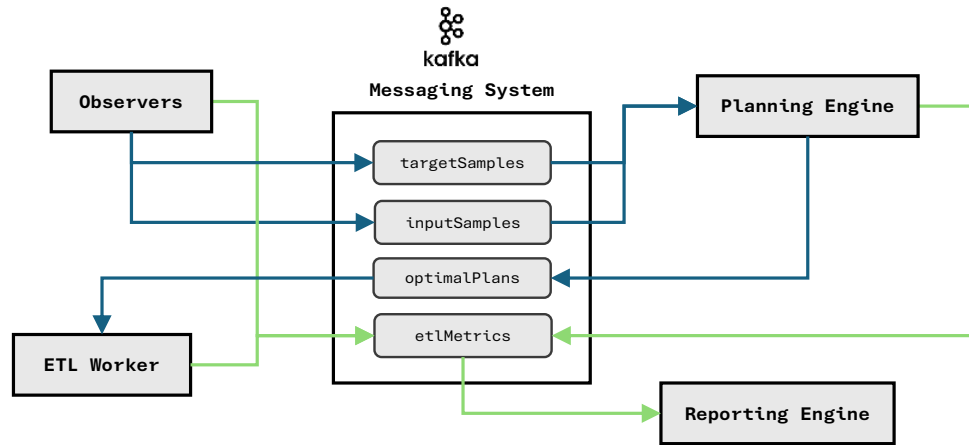 kafka
Messaging System
Observers
Planning Engine
targetSamples
inputSamples
optimalPlans
etlMetrics
ETL Worker
Reporting Engine